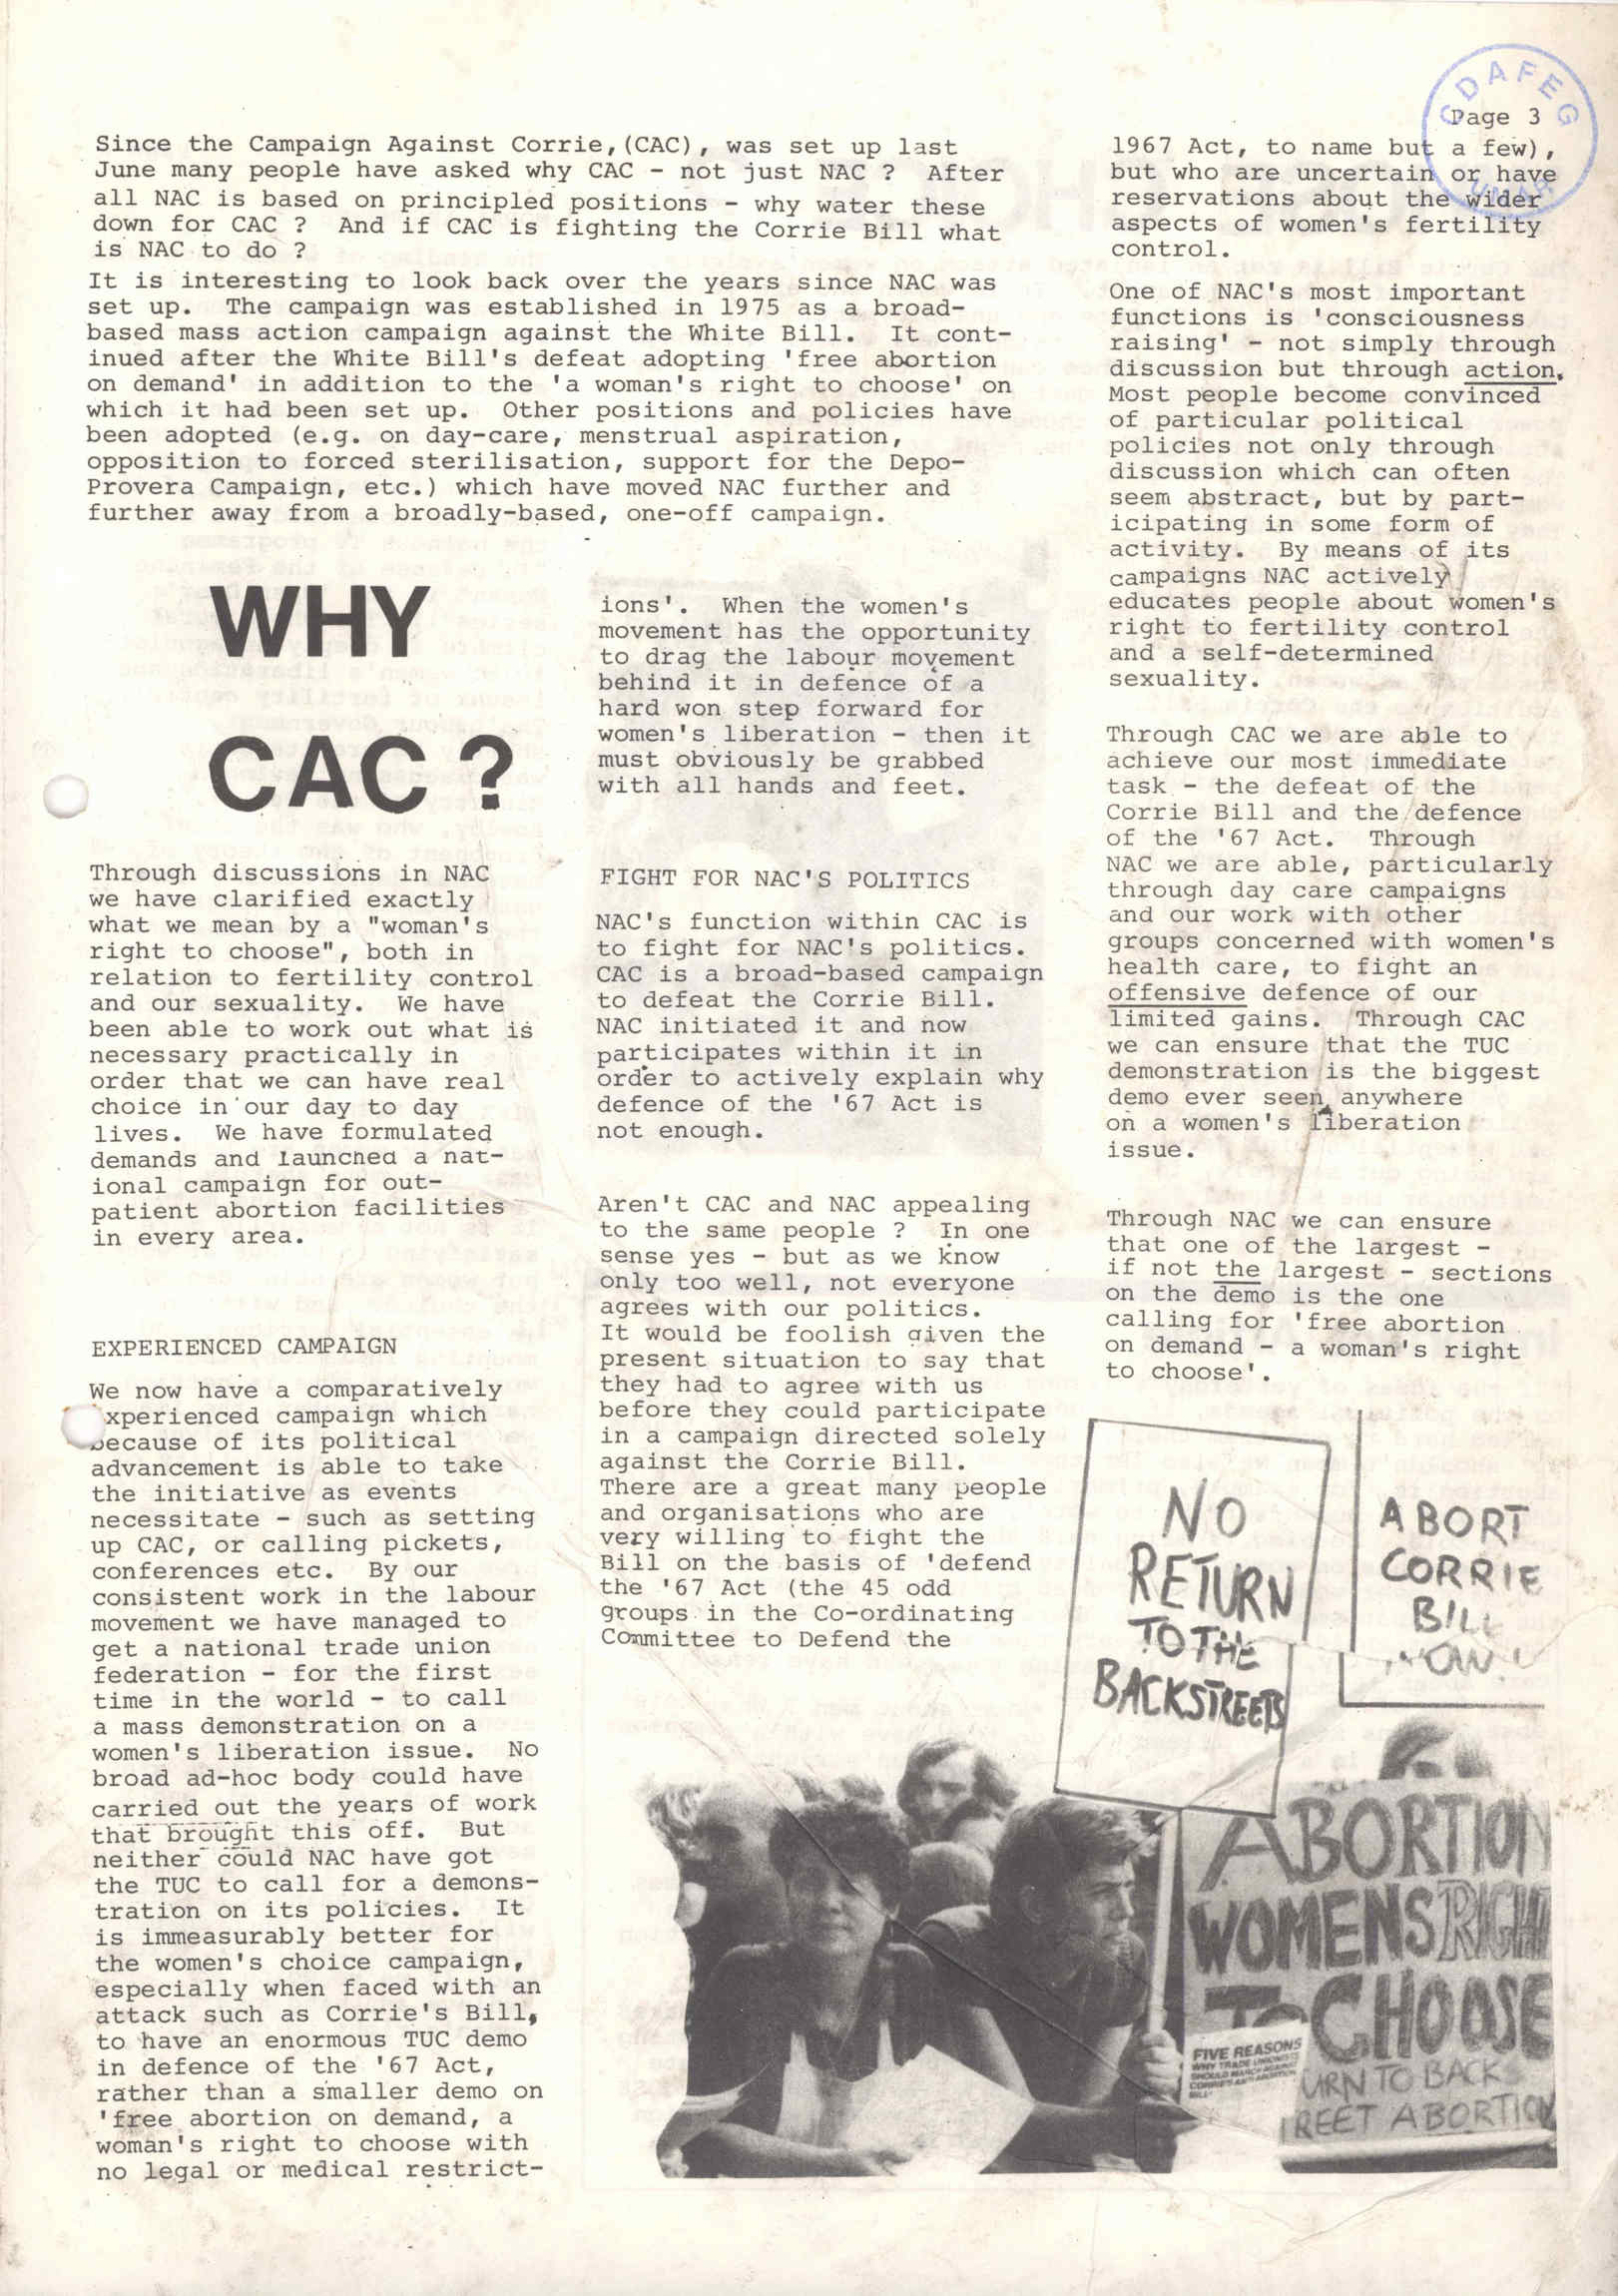 CDAFEG
UMAR
Page 3
Since the Campaign Against Corrie,(CAC), was set up last
June many people have asked why CAC - not just NAC ? After
all NAC is based on principled positions - why water these
down for CAC ? And if CAC is fighting the Corrie Bill what
is NAC to do ?
It is interesting to look back over the years since NAC was
set up. The campaign was established in 1975 as a broad-
based mass action campaign against the White Bill. It cont-
inued after the White Bill's defeat adopting 'free abortion
on demand' in addition to the 'a woman's right to choose' on
which it had been set up. Other positions and policies have
been adopted (e.g. on day-care, menstrual aspiration,
opposition to forced sterilisation, support for the Depo-
Provera Campaign, etc.) which have moved NAC further and
further away from a broadly-based, one-off campaign.
WHY
CAC ?
Through discussions in NAC
we have clarified exactly
what we mean by a "woman's
right to choose", both in
relation to fertility control
and our sexuality. We have
been able to work out what is
necessary practically in
order that we can have real
choice in our day to day
lives. We have formulated
demands and launched a nat-
ional campaign for out-
patient abortion facilities
in every area.
EXPERIENCED CAMPAIGN
We now have a comparatively
xperienced campaign which
because of its political
advancement is able to take
the initiative as events
necessitate - such as setting
up CAC, or calling pickets,
conferences etc. By our
consistent work in the labour
movement we have managed to
get a national trade union
federation - for the first
time in the world - to call
a mass demonstration on a
women's liberation issue. No
broad ad-hoc body could have
carried out the years of work
that brought this off. But
neither could NAC have got
the TUC to call for a demons-
tration on its policies. It
is immeasurably better for
the women's choice campaign,
especially when faced with an
attack such as Corrie's Bill,
to have an enormous TUC demo
in defence of the '67 Act,
rather than a smaller demo on
'free abortion on demand, a
woman's right to choose with
no legal or medical restrict-
ions'. When the women's
movement has the opportunity
to drag the labour movement
behind it in defence of a
hard won step forward for
women's liberation - then it
must obviously be grabbed
with all hands and feet.
FIGHT FOR NAC'S POLITICS
NAC's function within CAC is
to fight for NAC's politics.
CAC is a broad-based campaign
to defeat the Corrie Bill.
NAC initiated it and now
participates within it in
order to actively explain why
defence of the '67 Act is
not enough.
Aren't CAC and NAC appealing
to the same people ? In one
sense yes - but as we know
only too well, not everyone
agrees with our politics.
It would be foolish given the
present situation to say that
they had to agree with us
before they could participate
in a campaign directed solely
against the Corrie Bill.
There are a great many people
and organisations who are
very willing to fight the
Bill on the basis of 'defend
the '67 Act (the 45 odd
groups in the Co-ordinating
Committee to Defend the
1967 Act, to name but a few),
but who are uncertain or have
reservations about the wider
aspects of women's fertility
control.
One of NAC's most important
functions is 'consciousness
raising' - not simply through
discussion but through action.
Most people become convinced
of particular political
policies not only through
discussion which can often
seem abstract, but by part-
icipating in some form of
activity. By means of its
campaigns NAC actively
educates people about women's
right to fertility control
and a self-determined
sexuality.
Through CAC we are able to
achieve our most immediate
task - the defeat of the
Corrie Bill and the defence
of the '67 Act. Through
NAC we are able, particularly
through day care campaigns
and our work with other
groups concerned with women's
health care, to fight an
offensive defence of our
limited gains. Through CAC
we can ensure that the TUC
demonstration is the biggest
demo ever seen anywhere
on a women's liberation
issue.
Through NAC we can ensure
that one of the largest -
if not the largest - sections
on the demo is the one
calling for 'free abortion
on demand - a woman's right
to choose'.
NO
RETURN
TO THE
BACKSTREETS
ABORT
CORRIE
BILL
NOW!
ABORTION
WOMENS RIGH
TO CHOOSE
URN TO BACKS
REET ABORTION
FIVE REASONS
WHY TRADE UNIONISTS
SHOULD MARCH AGAINST
CORRIE'S
BILL